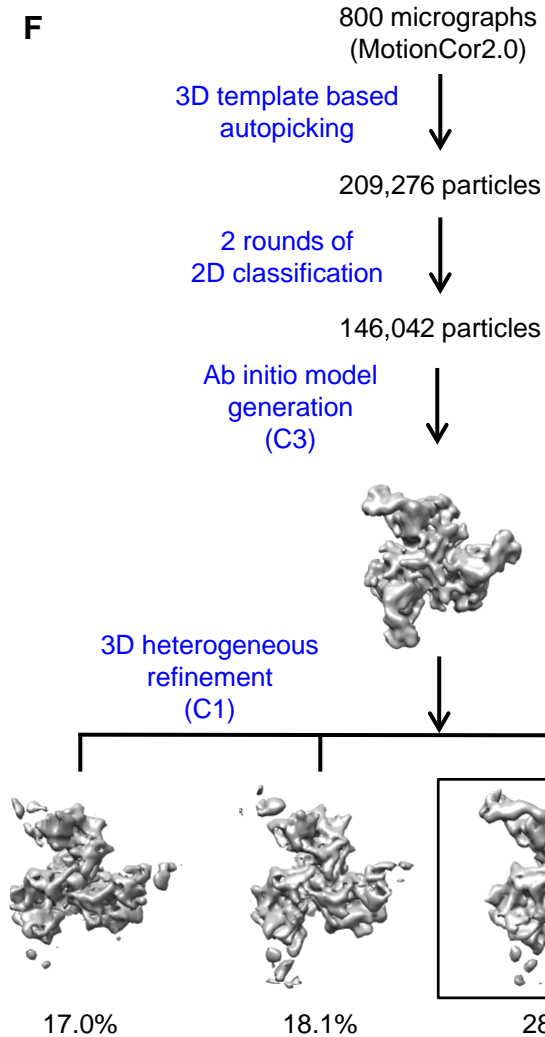 F
800 micrographs
(MotionCor2.0)
3D template based
autopicking
209,276 particles
2 rounds of
2D classification
146,042 particles
Ab initio model
generation
(C3)
3D heterogeneous
refinement
(C1)
17.0%
18.1%
28